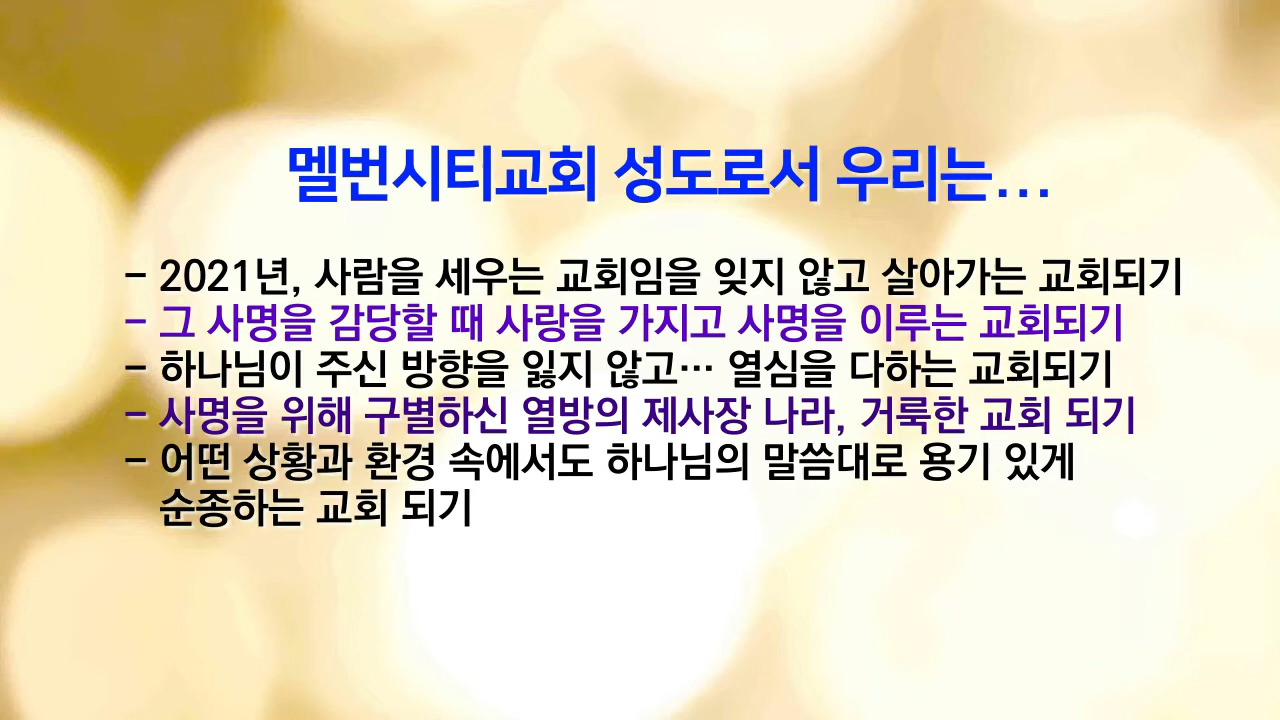 멜번시티교회 성도로서 우리는...
- 2021년, 사람을 세우는 교회임을 잊지 않고 살아가는 교회되기
- 그 사명을 감당할 때 사랑을 가지고 사명을 이루는 교회되기
- 하나님이 주신 방향을 잃지 않고… 열심을 다하는 교회되기
- 사명을 위해 구별하신 열방의 제사장 나라, 거룩한 교회 되기
- 어떤 상황과 환경 속에서도 하나님의 말씀대로 용기 있게
순종하는 교회 되기